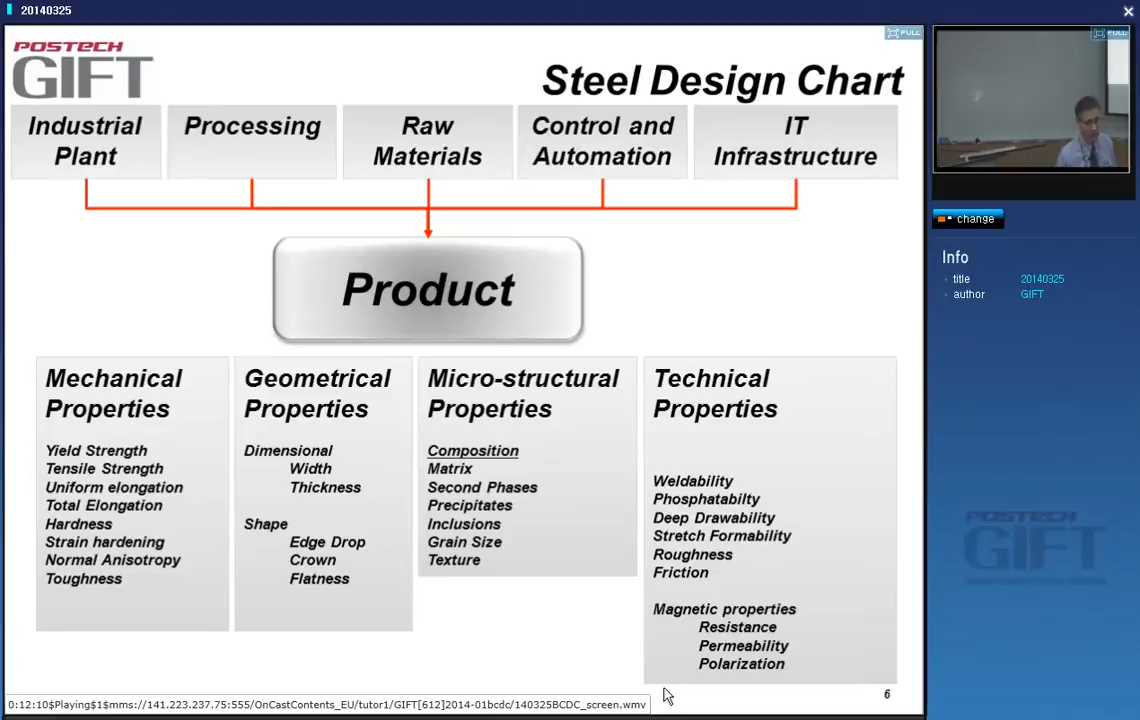 20140325
POSTECH
GIFT
Steel Design Chart
FULL
Industrial
Plant
Processing
Raw
Materials
Control and
Automation
IT
Infrastructure
Product
Mechanical
Properties
Yield Strength
Tensile Strength
Uniform elongation
Total Elongation
Hardness
Strain hardening
Normal Anisotropy
Toughness
Geometrical
Properties
Dimensional
Width
Thickness
Shape
Edge Drop
Crown
Flatness
Micro-structural
Properties
Composition
Matrix
Second Phases
Precipitates
Inclusions
Grain Size
Texture
Technical
Properties
Weldability
Phosphatabilty
Deep Drawability
Stretch Formability
Roughness
Friction
Magnetic properties
Resistance
Permeability
Polarization
6
0:12:10$Playing$1$mms://141.223.237.75:555/OnCastContents_EU/tutor1/GIFT[612]2014-01bcdc/140325BCDC_screen.wmv
FULL
change
Info
title 20140325
author GIFT
POSTECH
GIFT